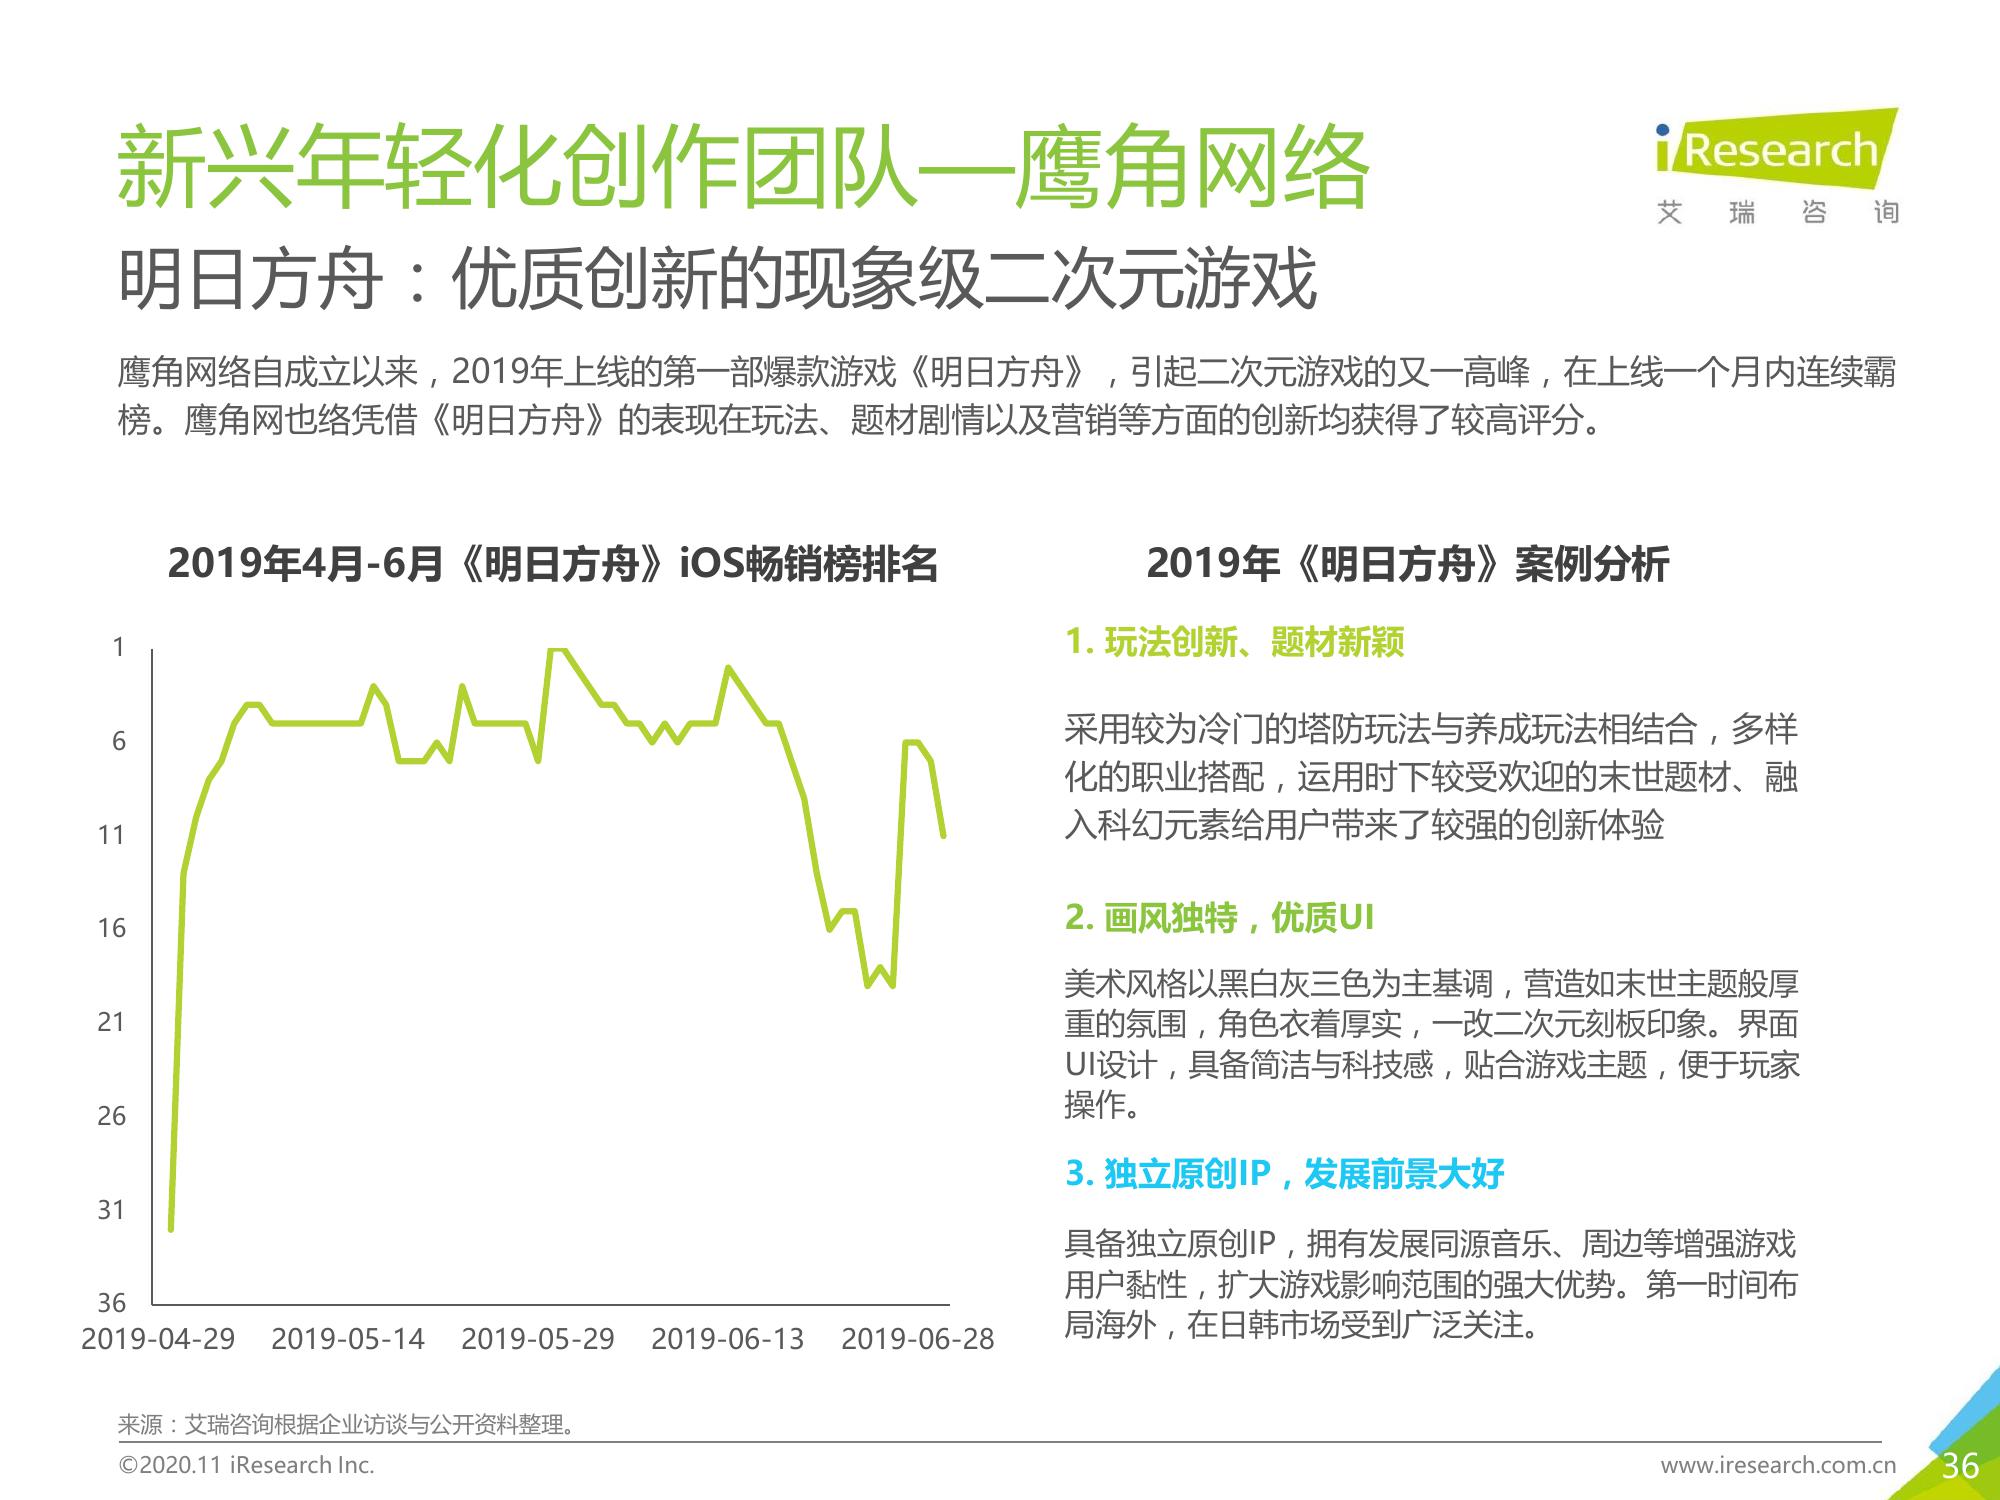 新兴年轻化创作团队—鹰角网络
iResearch
艾瑞咨询
明日方舟：优质创新的现象级二次元游戏
鹰角网络自成立以来，2019年上线的第一部爆款游戏《明日方舟》，引起二次元游戏的又一高峰，在上线一个月内连续霸
榜。鹰角网也络凭借《明日方舟》的表现在玩法、题材剧情以及营销等方面的创新均获得了较高评分。
2019年4月-6月《明日方舟》iOS畅销榜排名
1
6
11
16
21
26
31
36
2019-04-29 2019-05-14 2019-05-29 2019-06-13 2019-06-28
2019年《明日方舟》案例分析
1. 玩法创新、题材新颖
采用较为冷门的塔防玩法与养成玩法相结合，多样
化的职业搭配，运用时下较受欢迎的末世题材、融
入科幻元素给用户带来了较强的创新体验
2. 画风独特，优质UI
美术风格以黑白灰三色为主基调，营造如末世主题般厚
重的氛围，角色衣着厚实，一改二次元刻板印象。界面
UI设计，具备简洁与科技感，贴合游戏主题，便于玩家
操作。
3. 独立原创IP，发展前景大好
具备独立原创IP，拥有发展同源音乐、周边等增强游戏
用户黏性，扩大游戏影响范围的强大优势。第一时间布
局海外，在日韩市场受到广泛关注。
来源：艾瑞咨询根据企业访谈与公开资料整理。
©2020.11 iResearch Inc.
www.iresearch.com.cn
36